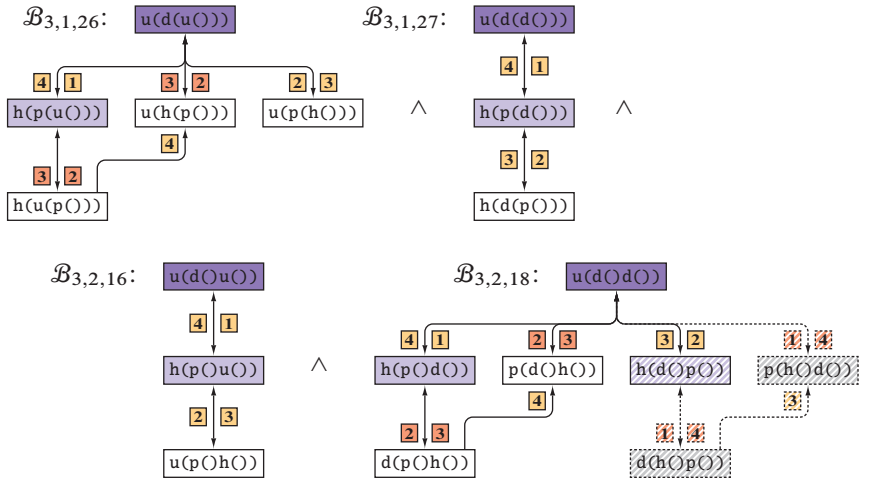 ℬ3,1,26: u(d(u())) ℬ3,1,27: u(d(d()))
4 1 3 2 2 3 4 1
h(p(u())) u(h(p())) u(p(h())) ∧ h(p(d())) ∧
3 2 4 3 2
h(u(p())) h(d(p()))
ℬ3,2,16: u(d()u()) ℬ3,2,18: u(d()d())
4 1 4 1 2 3 3 2 1 4
h(p()u()) ∧ h(p()d()) p(d()h()) h(d()p()) p(h()d())
2 3 2 3 4 1 4 3
u(p()h()) d(p()h()) d(h()p())